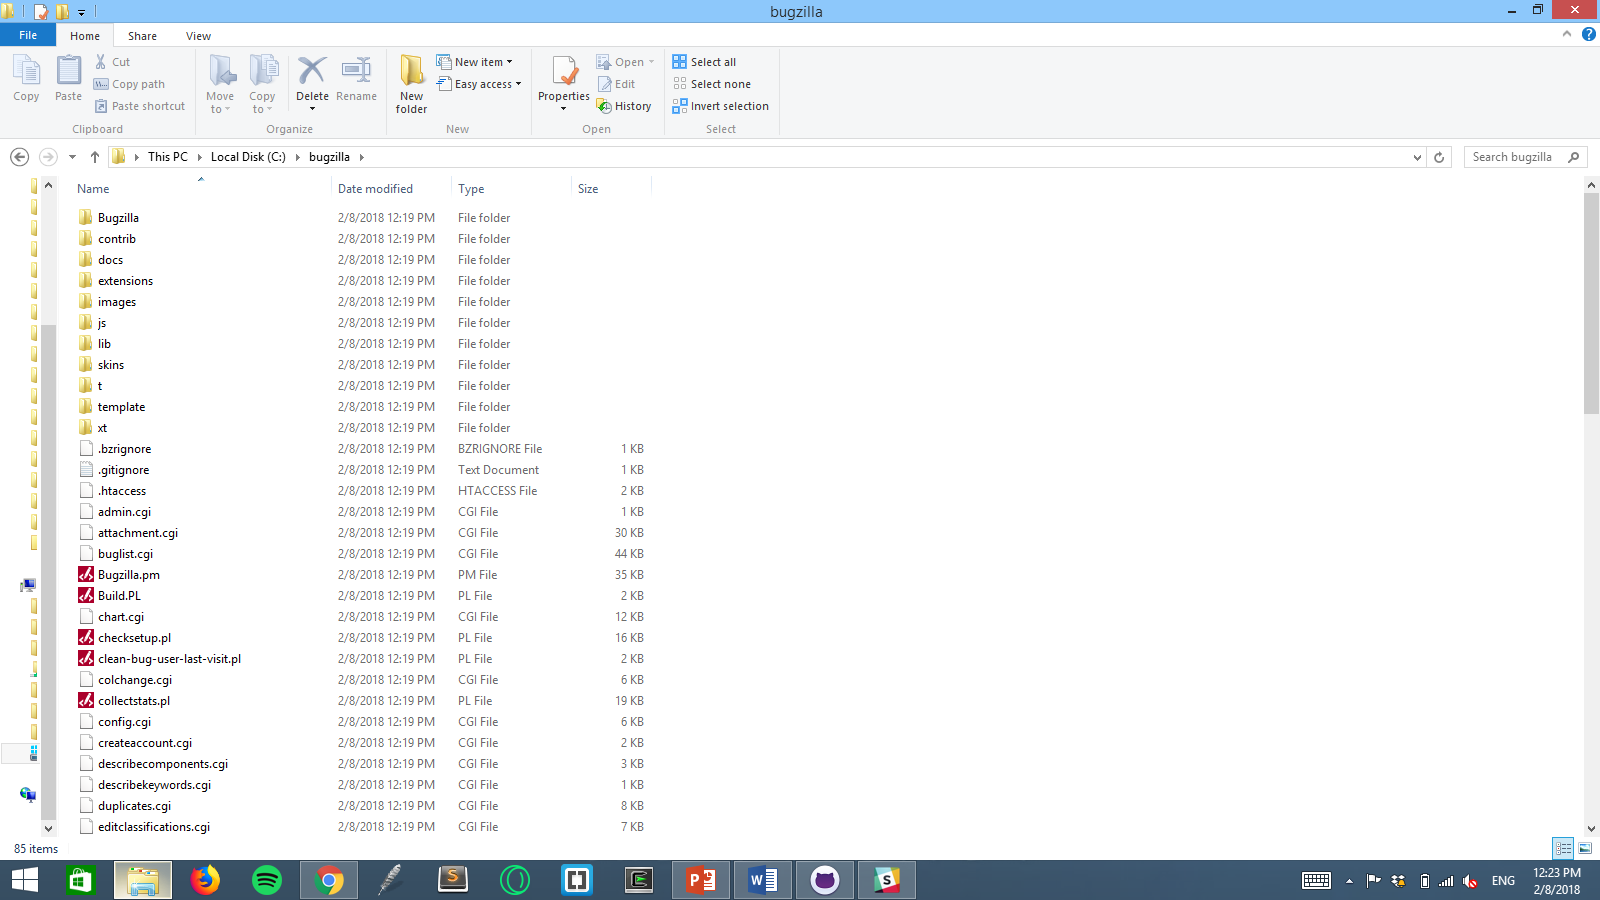 bugzilla
File Home Share View
Copy Paste Cut Copy path Paste shortcut
Clipboard
Move to Copy to Delete Rename
Organize
New folder New item Easy access
New
Properties Open Edit History
Open
Select all Select none Invert selection
Select
This PC Local Disk (C:) bugzilla Search bugzilla
Name Date modified Type Size
Bugzilla 2/8/2018 12:19 PM File folder
contrib 2/8/2018 12:19 PM File folder
docs 2/8/2018 12:19 PM File folder
extensions 2/8/2018 12:19 PM File folder
images 2/8/2018 12:19 PM File folder
js 2/8/2018 12:19 PM File folder
lib 2/8/2018 12:19 PM File folder
skins 2/8/2018 12:19 PM File folder
t 2/8/2018 12:19 PM File folder
template 2/8/2018 12:19 PM File folder
xt 2/8/2018 12:19 PM File folder
.bzrignore 2/8/2018 12:19 PM BZRIGNORE File 1 KB
.gitignore 2/8/2018 12:19 PM Text Document 1 KB
.htaccess 2/8/2018 12:19 PM HTACCESS File 2 KB
admin.cgi 2/8/2018 12:19 PM CGI File 1 KB
attachment.cgi 2/8/2018 12:19 PM CGI File 30 KB
buglist.cgi 2/8/2018 12:19 PM CGI File 44 KB
Bugzilla.pm 2/8/2018 12:19 PM PM File 35 KB
Build.PL 2/8/2018 12:19 PM PL File 2 KB
chart.cgi 2/8/2018 12:19 PM CGI File 12 KB
checksetup.pl 2/8/2018 12:19 PM PL File 16 KB
clean-bug-user-last-visit.pl 2/8/2018 12:19 PM PL File 2 KB
colchange.cgi 2/8/2018 12:19 PM CGI File 6 KB
collectstats.pl 2/8/2018 12:19 PM PL File 19 KB
config.cgi 2/8/2018 12:19 PM CGI File 6 KB
createaccount.cgi 2/8/2018 12:19 PM CGI File 2 KB
describecomponents.cgi 2/8/2018 12:19 PM CGI File 3 KB
describekeywords.cgi 2/8/2018 12:19 PM CGI File 1 KB
duplicates.cgi 2/8/2018 12:19 PM CGI File 8 KB
editclassifications.cgi 2/8/2018 12:19 PM CGI File 7 KB
85 items
ENG 12:23 PM
2/8/2018